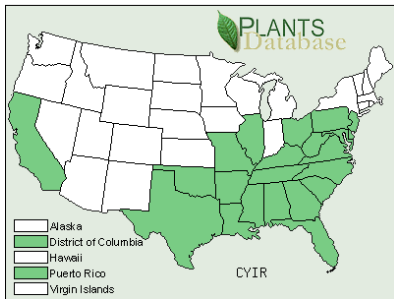 PLANTS
Database
Alaska
District of Columbia
Hawaii
Puerto Rico
Virgin Islands
CYIR